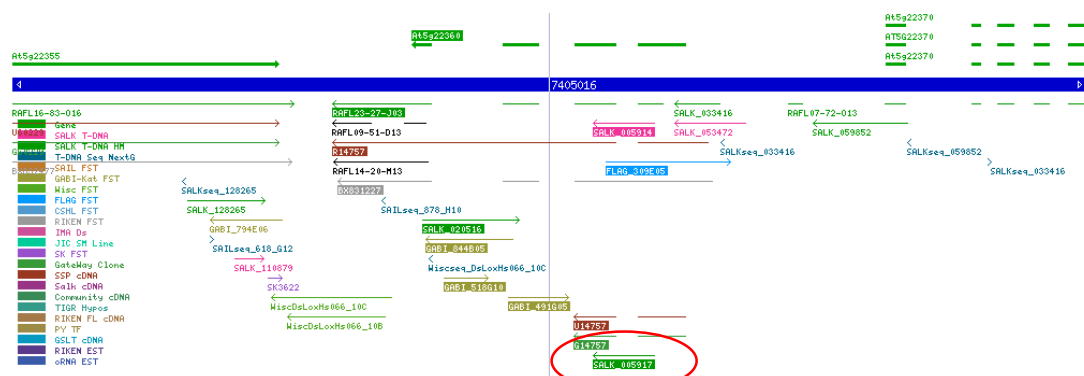 At5g22370
At5g22360 AT5G22370
At5g22355 At5g22370
7405016
RAFL16-83-016 RAFL23-27-J03 SALK_033416 RAFL07-72-013
Gene RAFL09-51-D13 SALK_005914 SALK_053472 SALK_059852
SALK T-DNA
SALK T-DNA HM R14757 SALKseq_033416 SALKseq_059852
T-DNA Seq NextG
SAIL FST RAFL14-20-M13 FLAG_309E05 SALKseq_033416
GABI-Kat FST
Wisc FST SALKseq_128265 BX831227
FLAG FST SALK_128265 SAILseq_878_H10
CSHL FST
RIKEN FST GABI_794E06 SALK_020516
IMA Ds
JIC SM Line SAILseq_618_G12 GABI_844B05
SK FST SALK_110879 Wiscseq_DsLoxHs066_10C
GateWay Clone
SSP cDNA SK3622 GABI_518G10
Salk cDNA
Community cDNA WiscDsLoxHs066_10C GABI_491G05
TIGR Hypos
RIKEN FL cDNA WiscDsLoxHs066_10B U14757
PY TF
GSLT cDNA G14757
RIKEN EST
oRNA EST SALK_005917